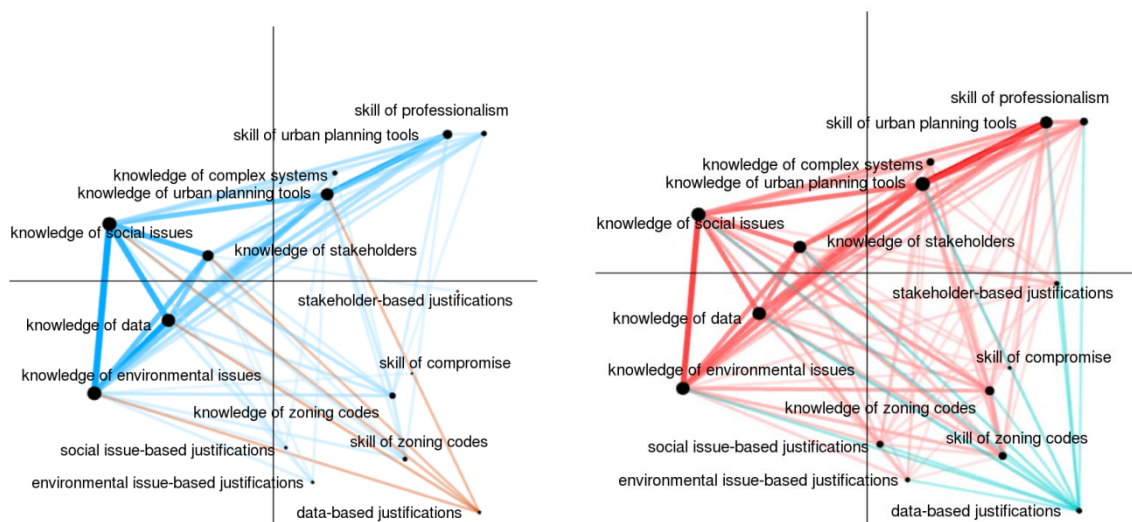 skill of professionalism
skill of urban planning tools
knowledge of complex systems
knowledge of urban planning tools
knowledge of social issues
knowledge of stakeholders
stakeholder-based justifications
knowledge of data
skill of compromise
knowledge of environmental issues
knowledge of zoning codes
skill of zoning codes
social issue-based justifications
environmental issue-based justifications
data-based justifications
skill of professionalism
skill of urban planning tools
knowledge of complex systems
knowledge of urban planning tools
knowledge of social issues
knowledge of stakeholders
stakeholder-based justifications
knowledge of data
skill of compromise
knowledge of environmental issues
knowledge of zoning codes
skill of zoning codes
social issue-based justifications
environmental issue-based justifications
data-based justifications